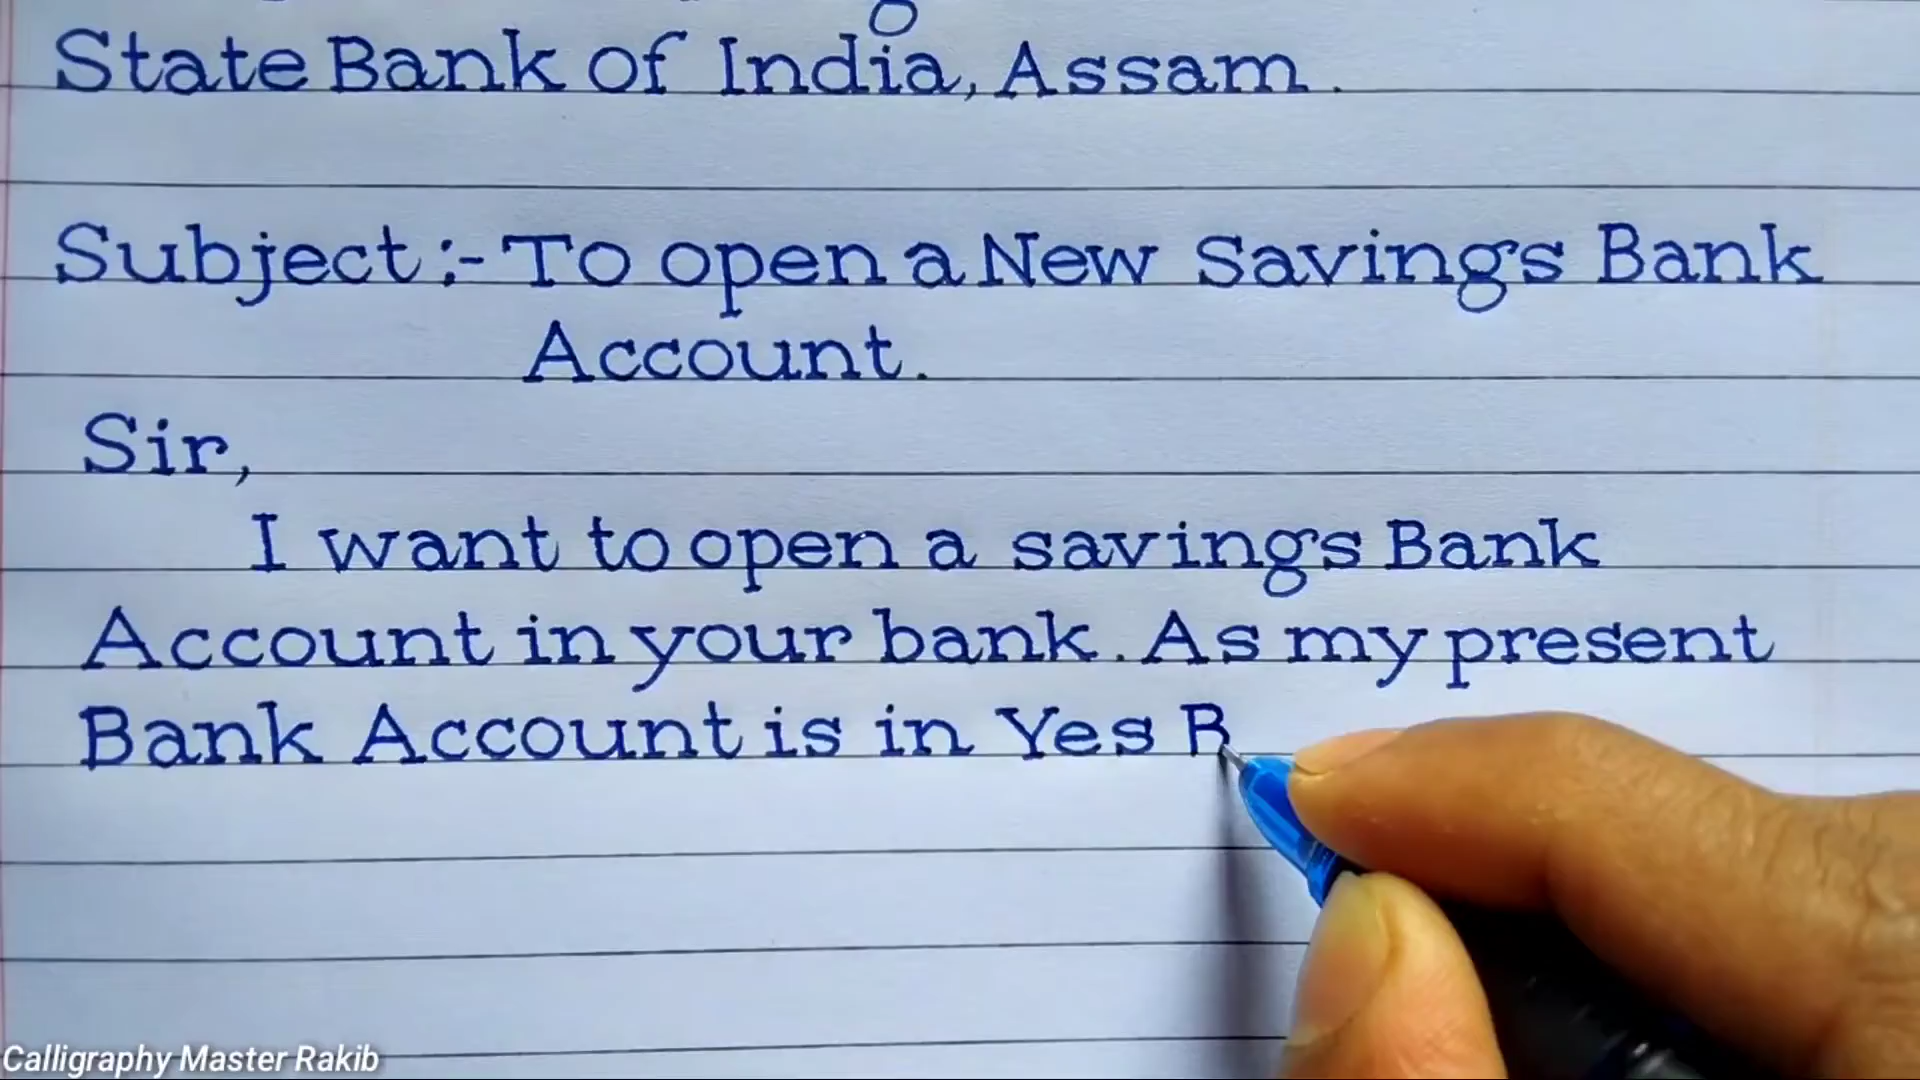 State Bank of India, Assam.
Subject :- To open a New Savings Bank
Account.
Sir,
I want to open a savings Bank
Account in your bank. As my present
Bank Account is in Yes B
Calligraphy Master Rakib